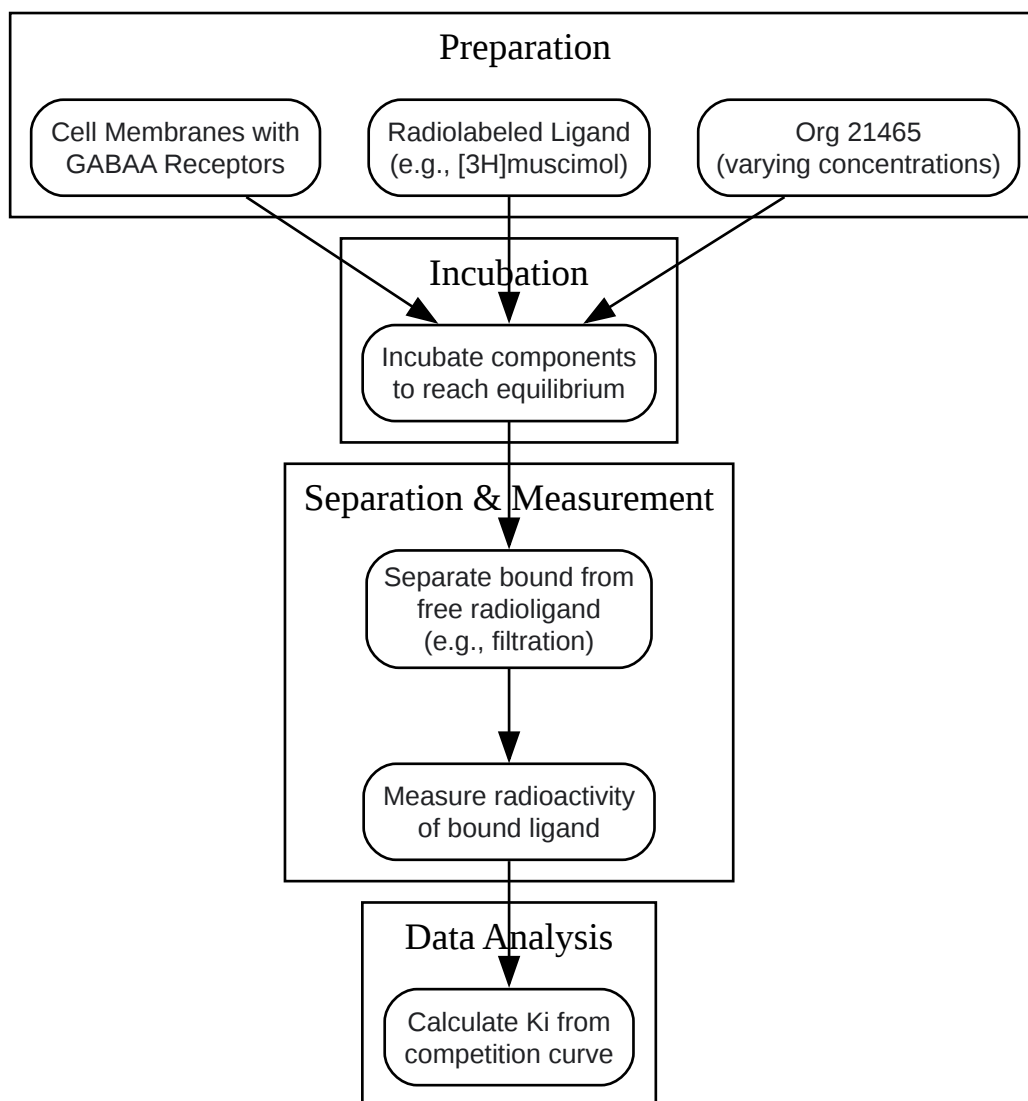 Preparation
Cell Membranes with
GABAA Receptors
Radiolabeled Ligand
(e.g., [3H]muscimol)
Org 21465
(varying concentrations)
Incubation
Incubate components
to reach equilibrium
Separation & Measurement
Separate bound from
free radioligand
(e.g., filtration)
Measure radioactivity
of bound ligand
Data Analysis
Calculate Ki from
competition curve